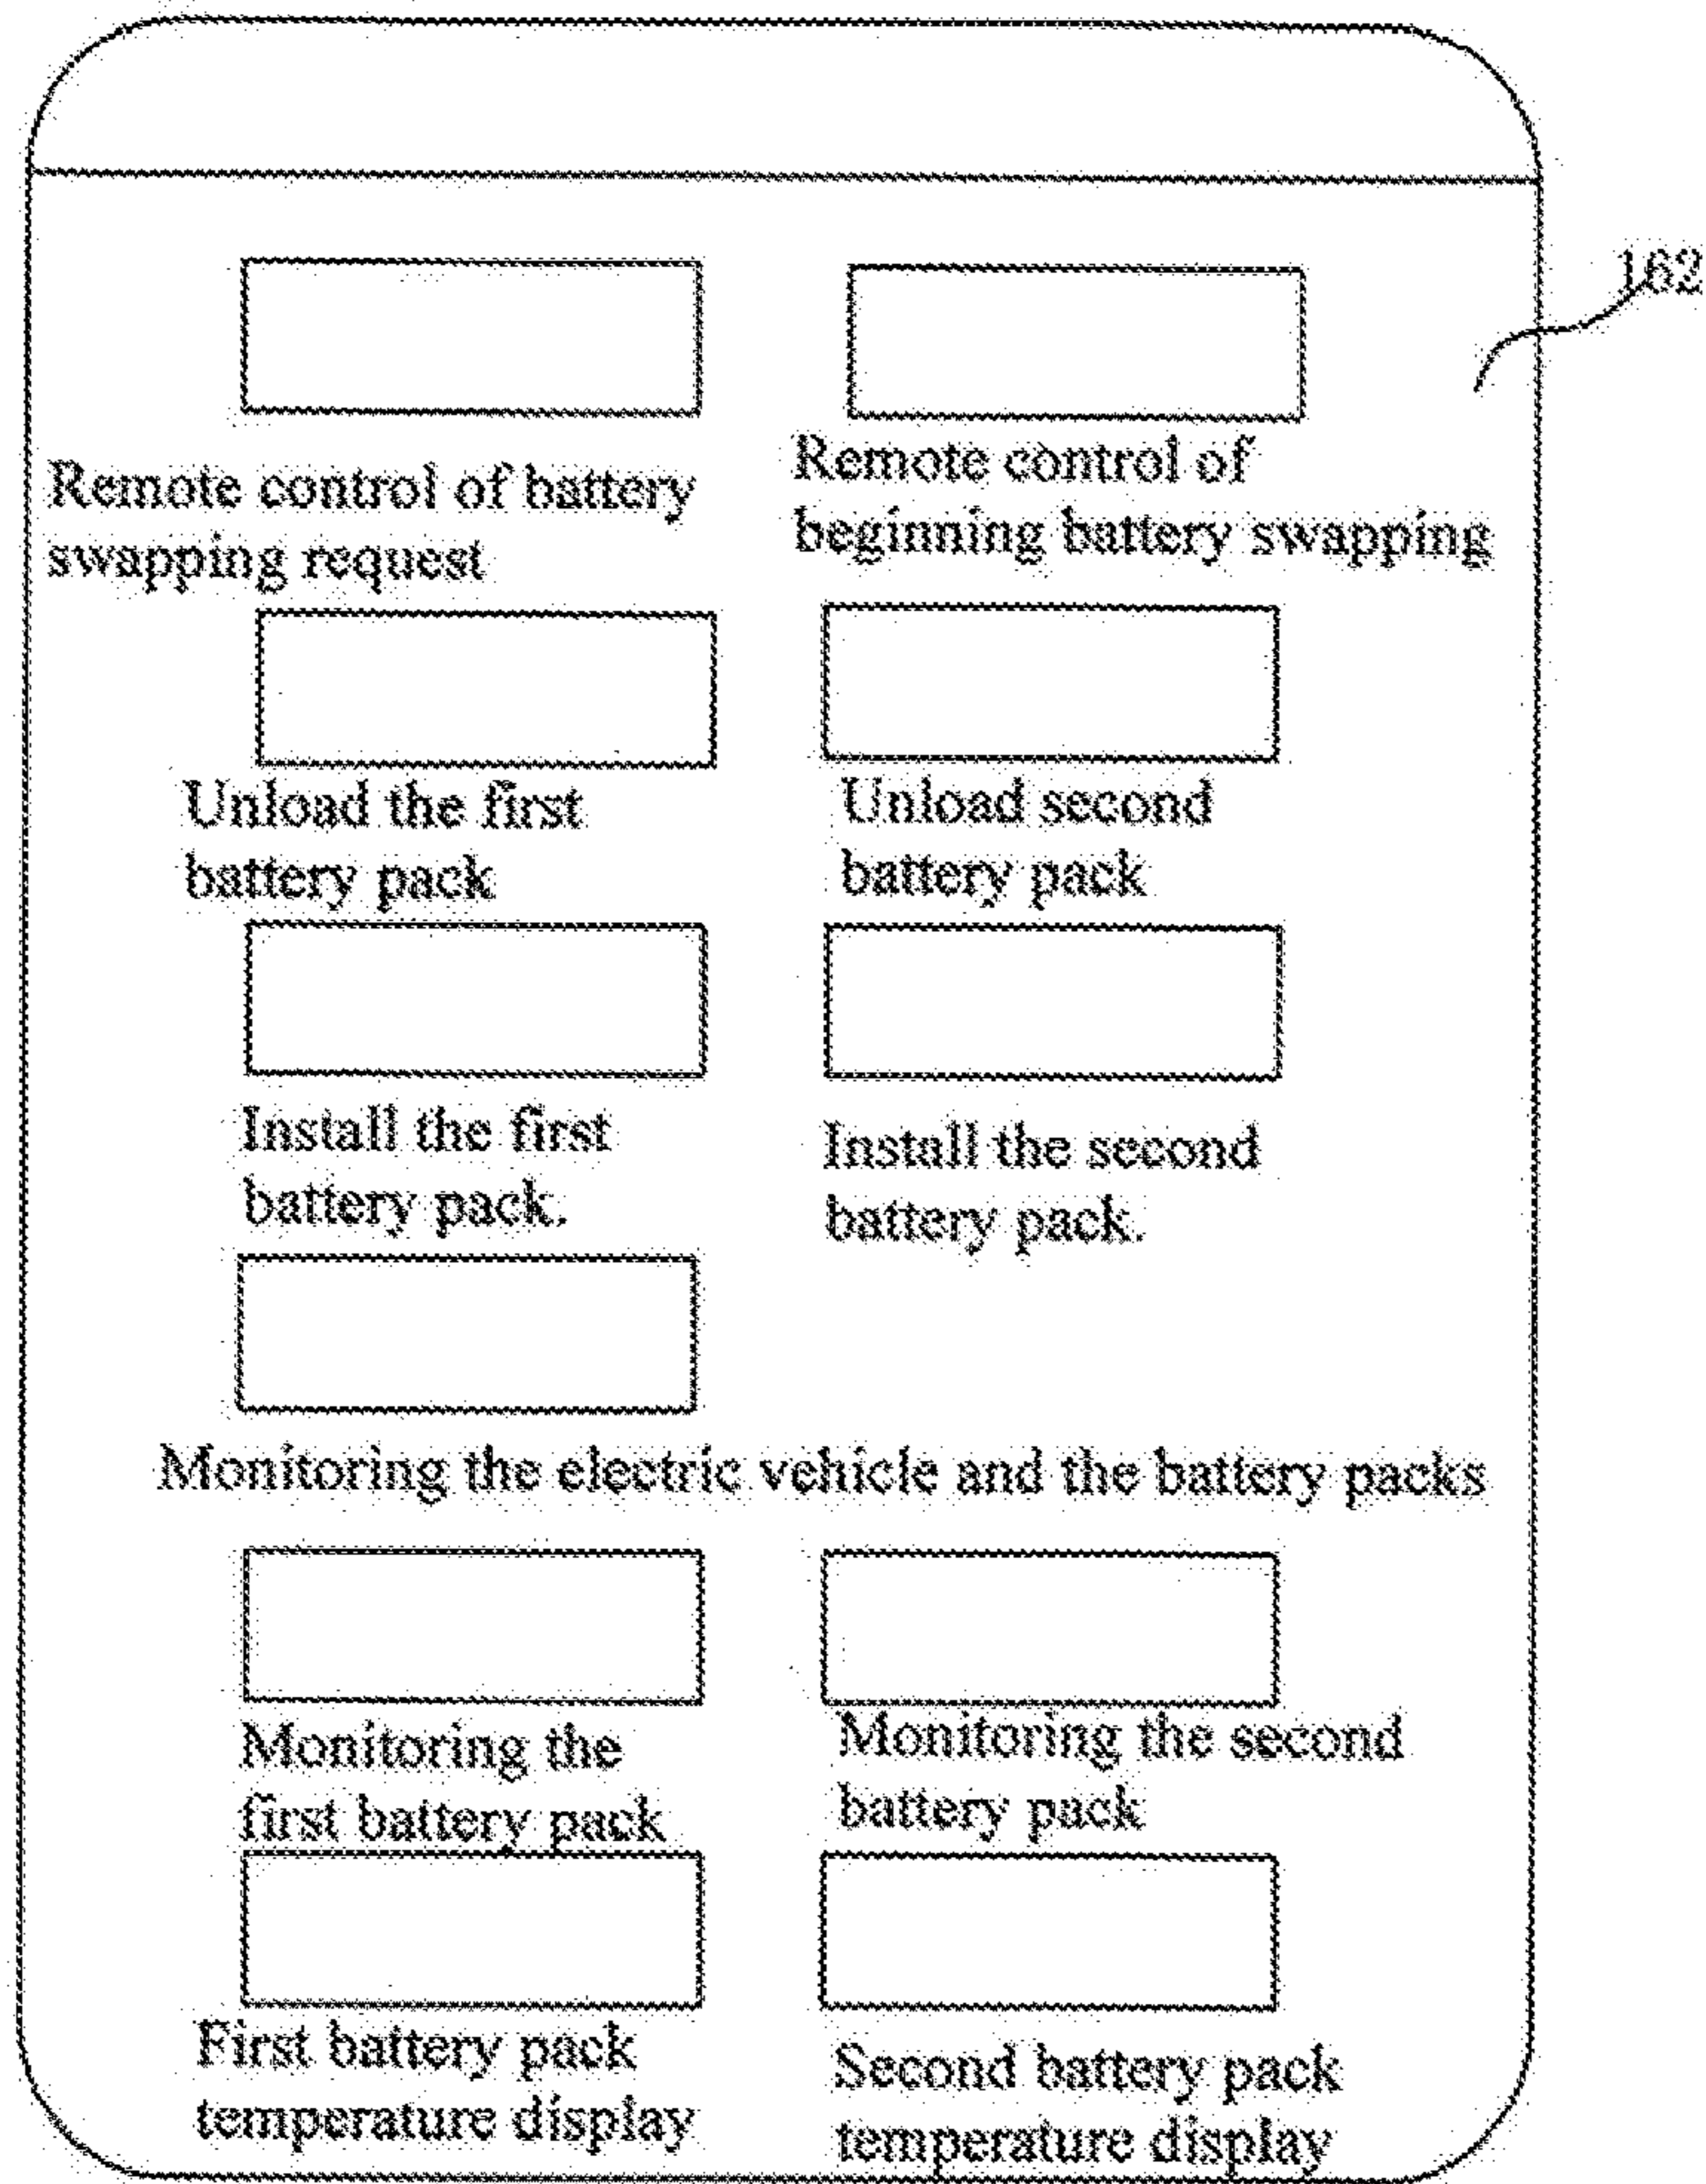 162
Remote control of battery
swapping request
Remote control of
beginning battery swapping
Unload the first
battery pack
Unload second
battery pack
Install the first
battery pack.
Install the second
battery pack.
Monitoring the electric vehicle and the battery packs
Monitoring the
first battery pack
Monitoring the second
battery pack
First battery pack
temperature display
Second battery pack
temperature display